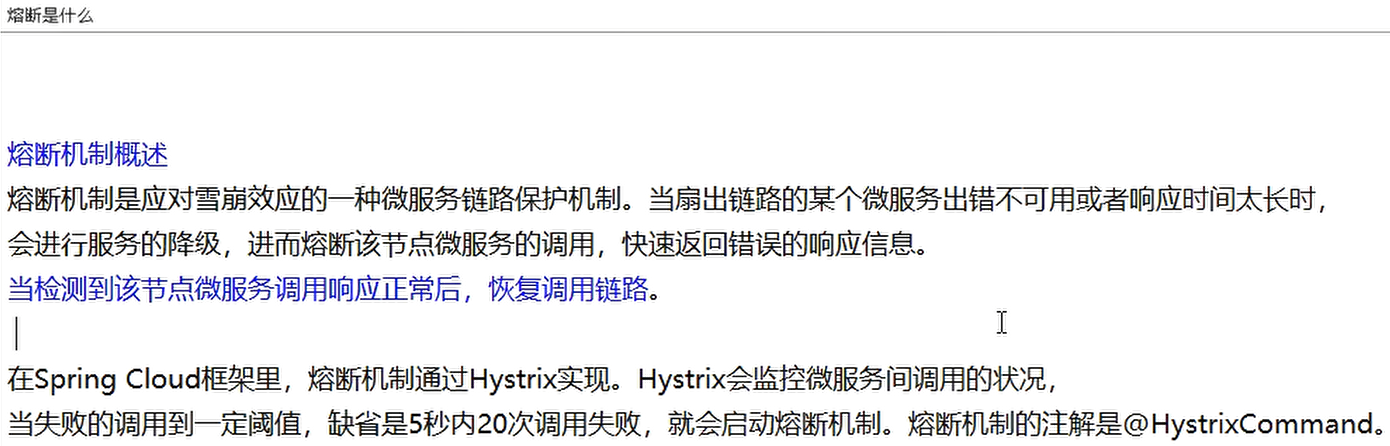 熔断是什么
熔断机制概述
熔断机制是应对雪崩效应的一种微服务链路保护机制。当扇出链路的某个微服务出错不可用或者响应时间太长时，
会进行服务的降级，进而熔断该节点微服务的调用，快速返回错误的响应信息。
当检测到该节点微服务调用响应正常后，恢复调用链路。
在Spring Cloud框架里，熔断机制通过Hystrix实现。Hystrix会监控微服务间调用的状况，
当失败的调用到一定阈值，缺省是5秒内20次调用失败，就会启动熔断机制。熔断机制的注解是@HystrixCommand。